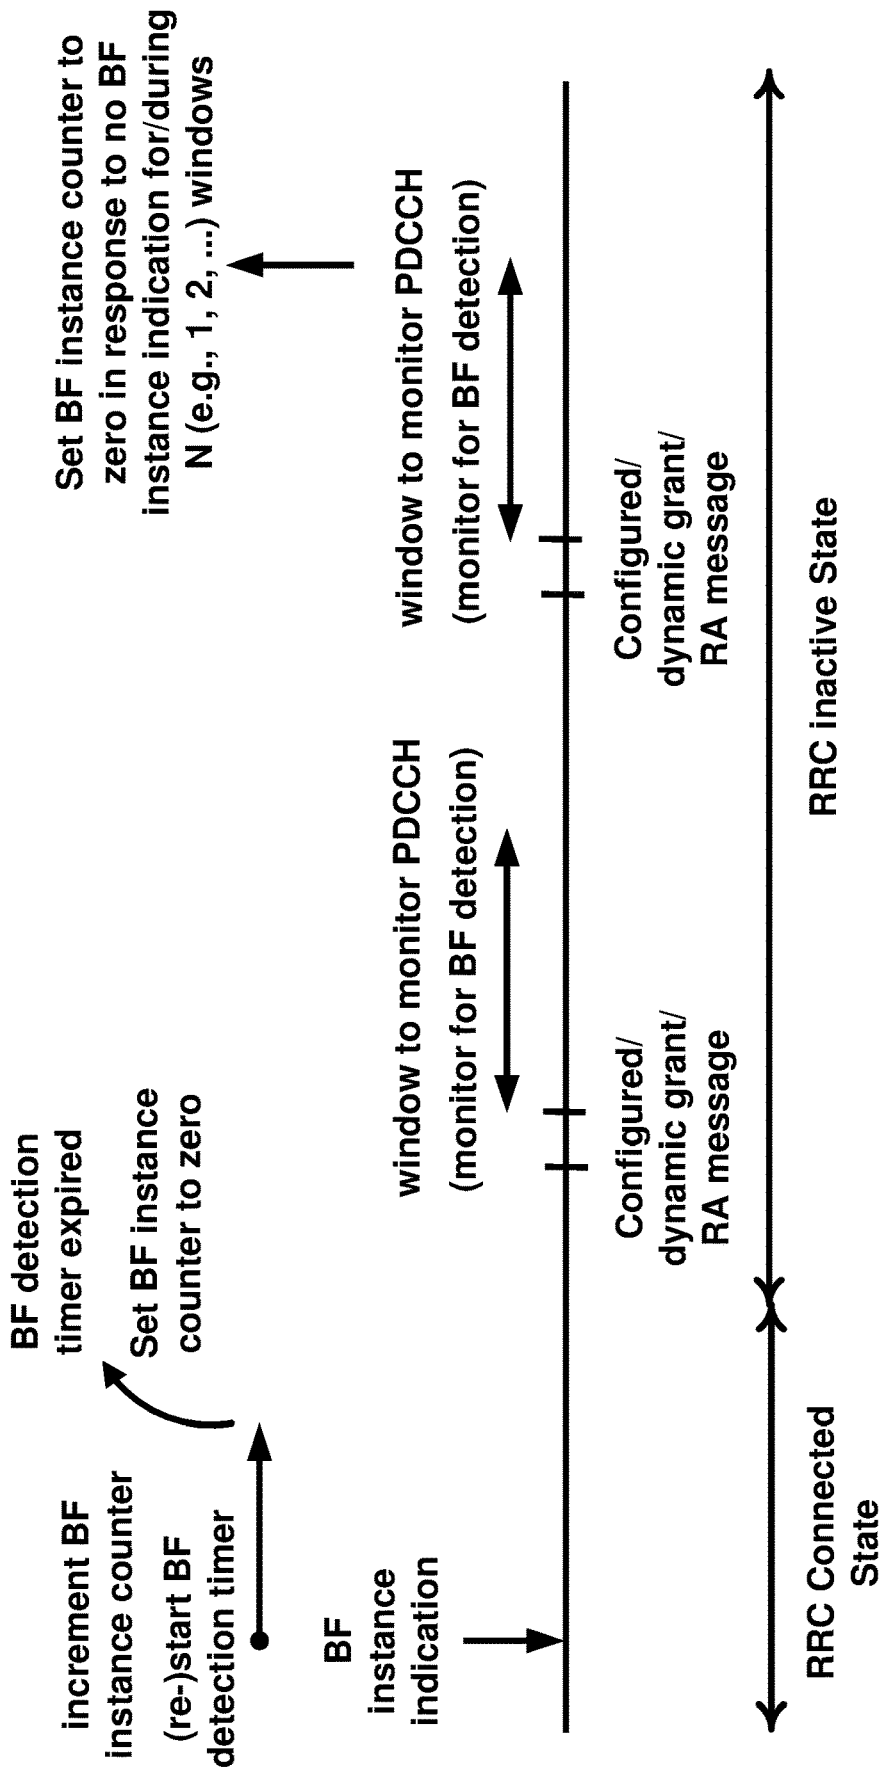 increment BF
instance counter
(re-)start BF
detection timer
BF detection
timer expired
Set BF instance
counter to zero
Set BF instance counter to
zero in response to no BF
instance indication for/during
N (e.g., 1, 2, ...) windows
BF
instance
indication
window to monitor PDCCH
(monitor for BF detection)
window to monitor PDCCH
(monitor for BF detection)
Configured/
dynamic grant/
RA message
Configured/
dynamic grant/
RA message
RRC Connected
State
RRC inactive State